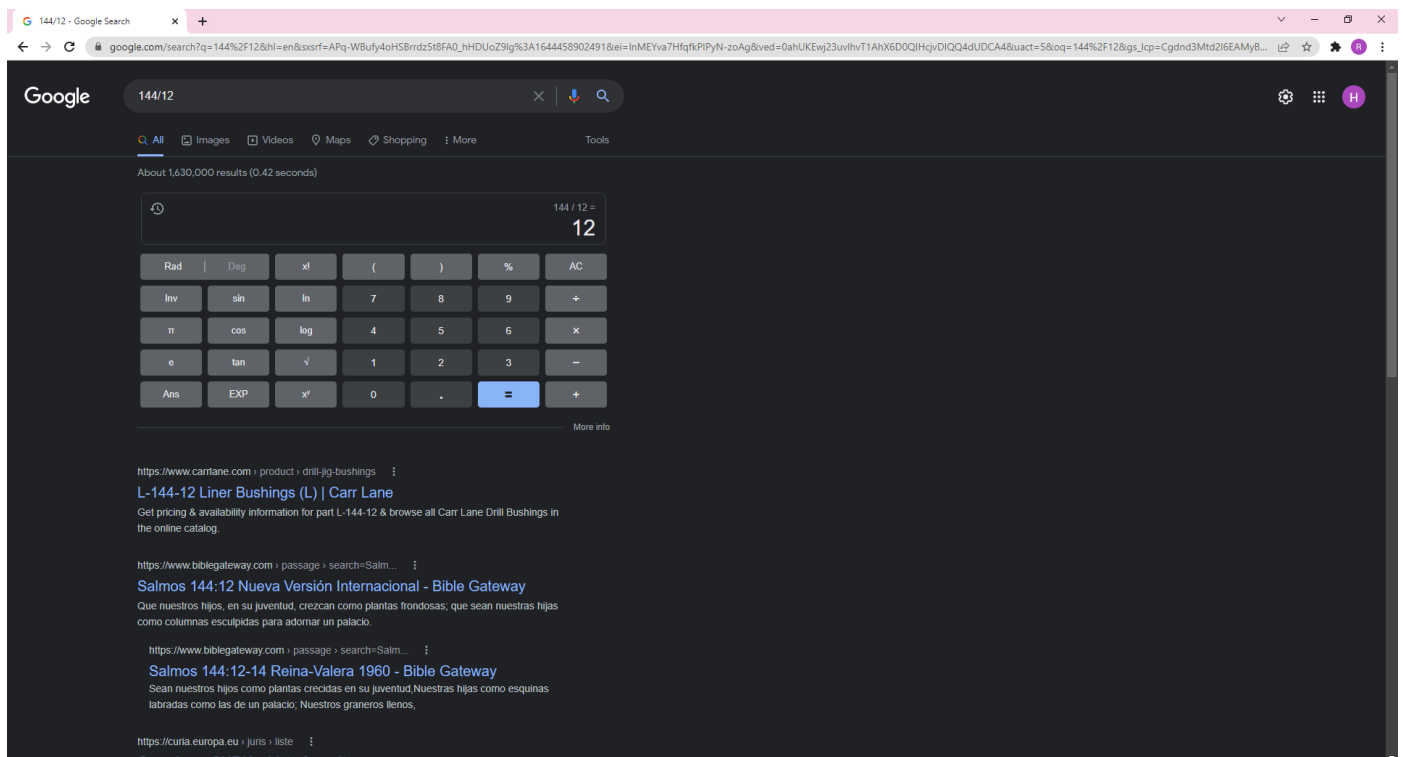 144/12 - Google Search
google.com/search?q=144%2F12&hl=en&sxsrf=APq-WBufy4oHSBrrdz5t8FA0_hHDUoZ9lg%3A1644458902491&ei=lnMEYva7HfqfkPIPyN-zoAg&ved=0ahUKEwj23uvlhvT1AhX6D0QIHcjvDIQQ4dUDCA4&uact=5&oq=144%2F12&gs_lcp=Cgdnd3Mtd2l6EAMyB... R
Google 144/12 H
All Images Videos Maps Shopping More Tools
About 1,630,000 results (0.42 seconds)
144 / 12 =
12
Rad | Deg x! ( ) % AC
Inv sin ln 7 8 9 ÷
π cos log 4 5 6 ×
e tan √ 1 2 3 −
Ans EXP xʸ 0 . = +
More info
https://www.carrlane.com › product › drill-jig-bushings
L-144-12 Liner Bushings (L) | Carr Lane
Get pricing & availability information for part L-144-12 & browse all Carr Lane Drill Bushings in
the online catalog.
https://www.biblegateway.com › passage › search=Salm...
Salmos 144:12 Nueva Versión Internacional - Bible Gateway
Que nuestros hijos, en su juventud, crezcan como plantas frondosas; que sean nuestras hijas
como columnas esculpidas para adornar un palacio.
https://www.biblegateway.com › passage › search=Salm...
Salmos 144:12-14 Reina-Valera 1960 - Bible Gateway
Sean nuestros hijos como plantas crecidas en su juventud,Nuestras hijas como esquinas
labradas como las de un palacio; Nuestros graneros llenos,
https://curia.europa.eu › juris › liste